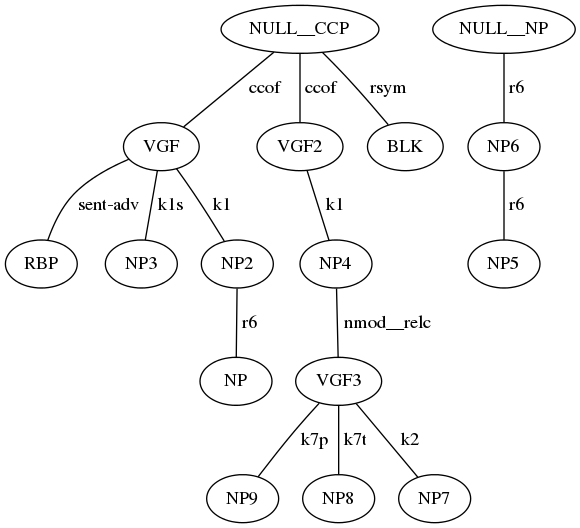 NULL__CCP NULL__NP
ccof ccof rsym r6
VGF VGF2 BLK NP6
sent-adv k1s k1 k1 r6
RBP NP3 NP2 NP4 NP5
r6 nmod__relc
NP VGF3
k7p k7t k2
NP9 NP8 NP7